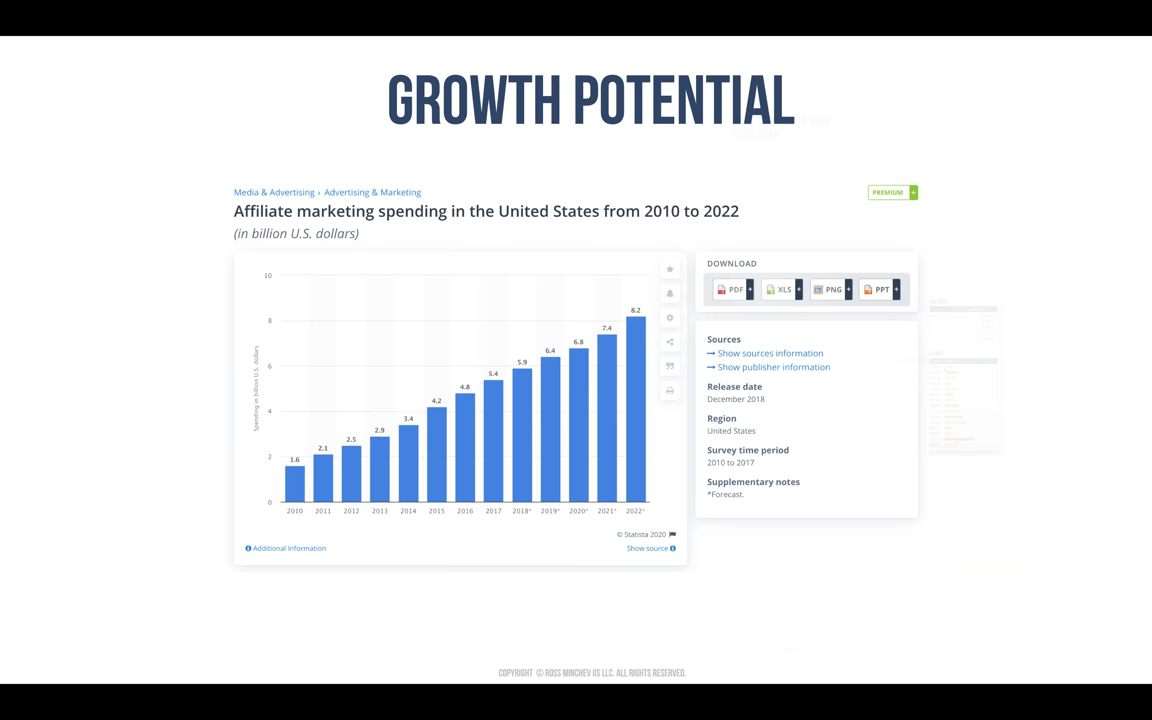 GROWTH POTENTIAL
Media & Advertising › Advertising & Marketing
PREMIUM +
Affiliate marketing spending in the United States from 2010 to 2022
(in billion U.S. dollars)
DOWNLOAD
PDF + XLS + PNG + PPT +
Spending in billion U.S. dollars
10
8
6
4
2
0
1.6
2.1
2.5
2.9
3.4
4.2
4.8
5.4
5.9
6.4
6.8
7.4
8.2
2010 2011 2012 2013 2014 2015 2016 2017 2018* 2019* 2020* 2021* 2022*
© Statista 2020
Additional Information
Show source
Sources
Show sources information
Show publisher information
Release date
December 2018
Region
United States
Survey time period
2010 to 2017
Supplementary notes
*Forecast.
COPYRIGHT © ROSS MINCHEV IIS LLC. ALL RIGHTS RESERVED.